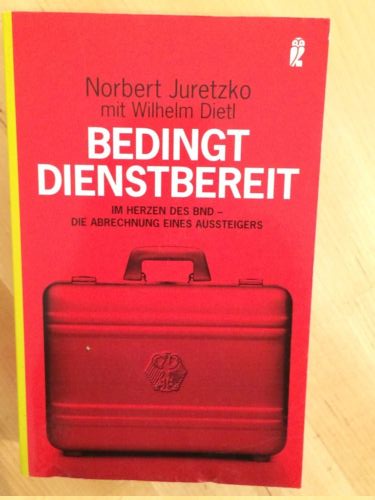 Norbert Juretzko
mit Wilhelm Dietl
BEDINGT
DIENSTBEREIT
IM HERZEN DES BND –
DIE ABRECHNUNG EINES AUSSTEIGERS